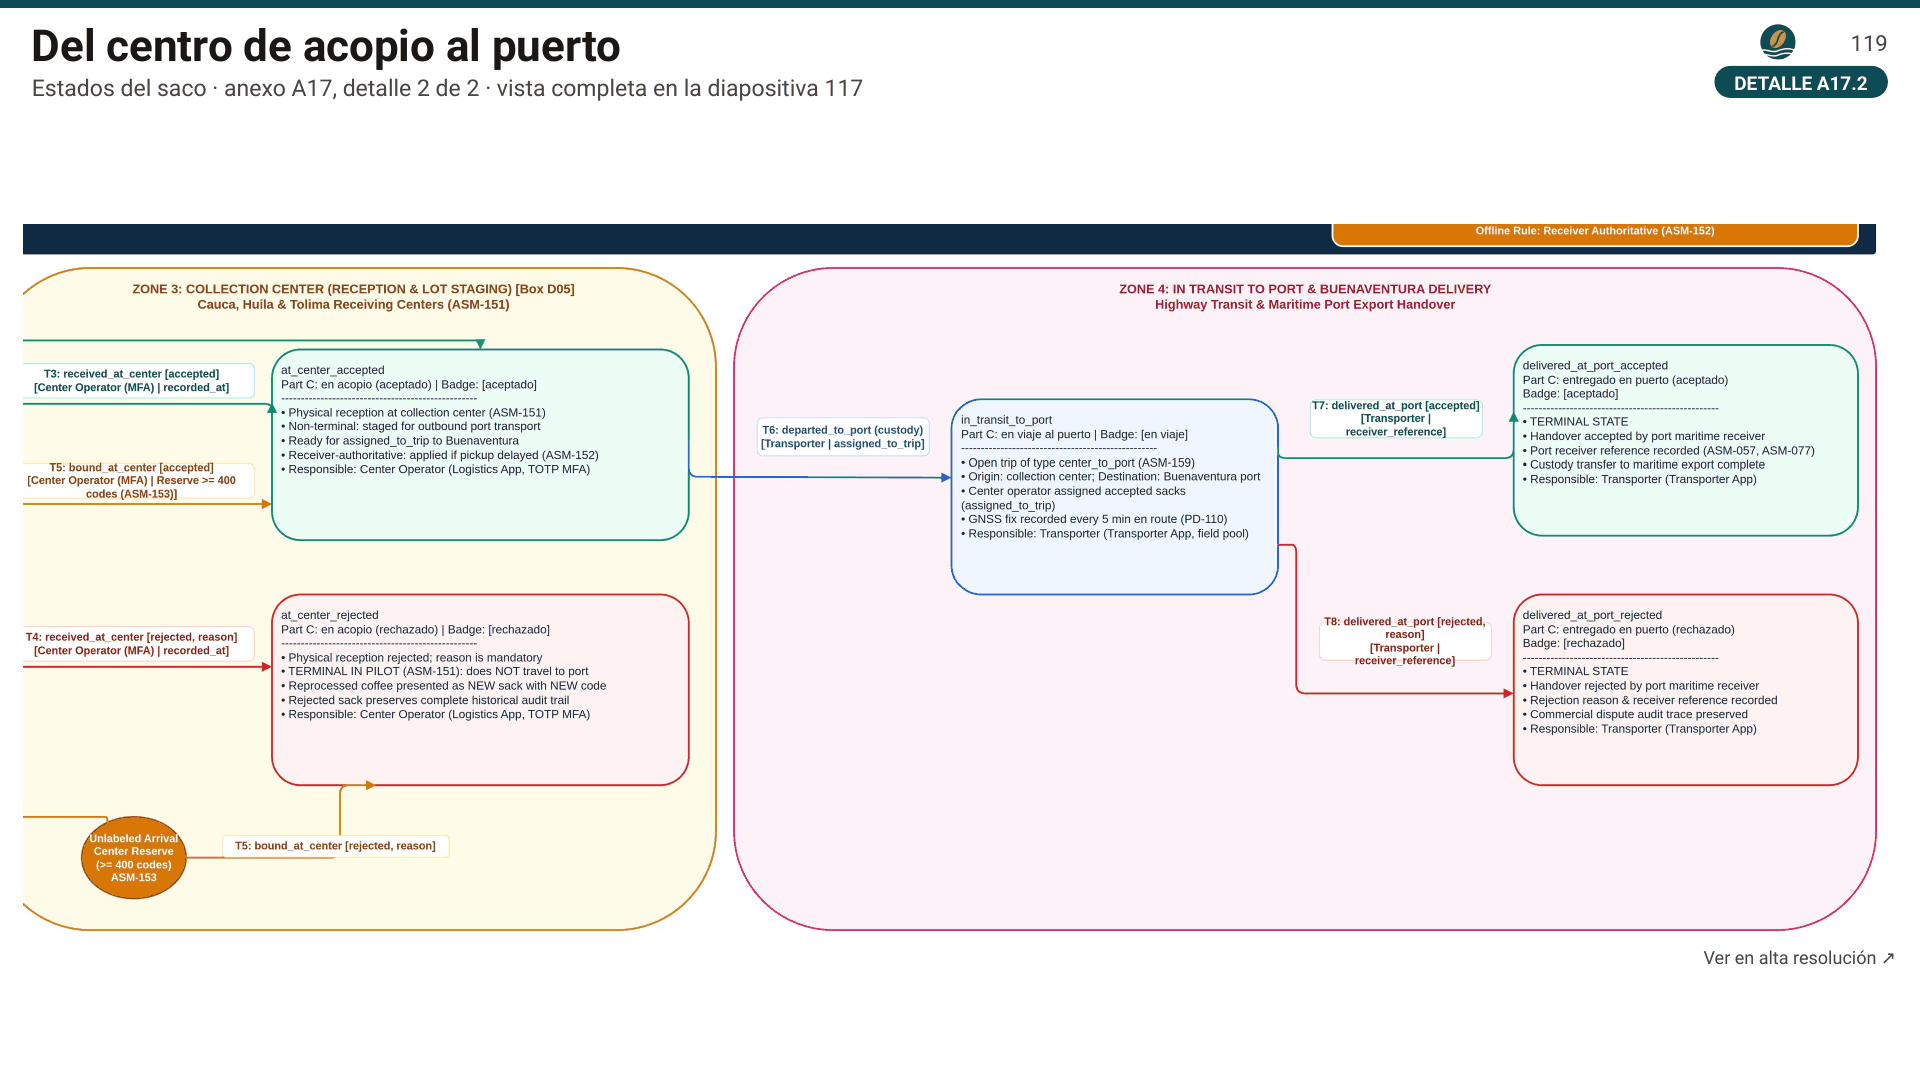 Del centro de acopio al puerto
Estados del saco · anexo A17, detalle 2 de 2 · vista completa en la diapositiva 117
119
DETALLE A17.2
Offline Rule: Receiver Authoritative (ASM-152)
ZONE 3: COLLECTION CENTER (RECEPTION & LOT STAGING) [Box D05]
Cauca, Huila & Tolima Receiving Centers (ASM-151)
T3: received_at_center [accepted]
[Center Operator (MFA) | recorded_at]
at_center_accepted
Part C: en acopio (aceptado) | Badge: [aceptado]
--------------------------------------------------
• Physical reception at collection center (ASM-151)
• Non-terminal: staged for outbound port transport
• Ready for assigned_to_trip to Buenaventura
• Receiver-authoritative: applied if pickup delayed (ASM-152)
• Responsible: Center Operator (Logistics App, TOTP MFA)
T5: bound_at_center [accepted]
[Center Operator (MFA) | Reserve >= 400
codes (ASM-153)]
T4: received_at_center [rejected, reason]
[Center Operator (MFA) | recorded_at]
at_center_rejected
Part C: en acopio (rechazado) | Badge: [rechazado]
--------------------------------------------------
• Physical reception rejected; reason is mandatory
• TERMINAL IN PILOT (ASM-151): does NOT travel to port
• Reprocessed coffee presented as NEW sack with NEW code
• Rejected sack preserves complete historical audit trail
• Responsible: Center Operator (Logistics App, TOTP MFA)
Unlabeled Arrival
Center Reserve
(>= 400 codes)
ASM-153
T5: bound_at_center [rejected, reason]
ZONE 4: IN TRANSIT TO PORT & BUENAVENTURA DELIVERY
Highway Transit & Maritime Port Export Handover
T6: departed_to_port (custody)
[Transporter | assigned_to_trip]
in_transit_to_port
Part C: en viaje al puerto | Badge: [en viaje]
--------------------------------------------------
• Open trip of type center_to_port (ASM-159)
• Origin: collection center; Destination: Buenaventura port
• Center operator assigned accepted sacks
(assigned_to_trip)
• GNSS fix recorded every 5 min en route (PD-110)
• Responsible: Transporter (Transporter App, field pool)
T7: delivered_at_port [accepted]
[Transporter |
receiver_reference]
delivered_at_port_accepted
Part C: entregado en puerto (aceptado)
Badge: [aceptado]
--------------------------------------------------
• TERMINAL STATE
• Handover accepted by port maritime receiver
• Port receiver reference recorded (ASM-057, ASM-077)
• Custody transfer to maritime export complete
• Responsible: Transporter (Transporter App)
T8: delivered_at_port [rejected,
reason]
[Transporter |
receiver_reference]
delivered_at_port_rejected
Part C: entregado en puerto (rechazado)
Badge: [rechazado]
--------------------------------------------------
• TERMINAL STATE
• Handover rejected by port maritime receiver
• Rejection reason & receiver reference recorded
• Commercial dispute audit trace preserved
• Responsible: Transporter (Transporter App)
Ver en alta resolución ↗